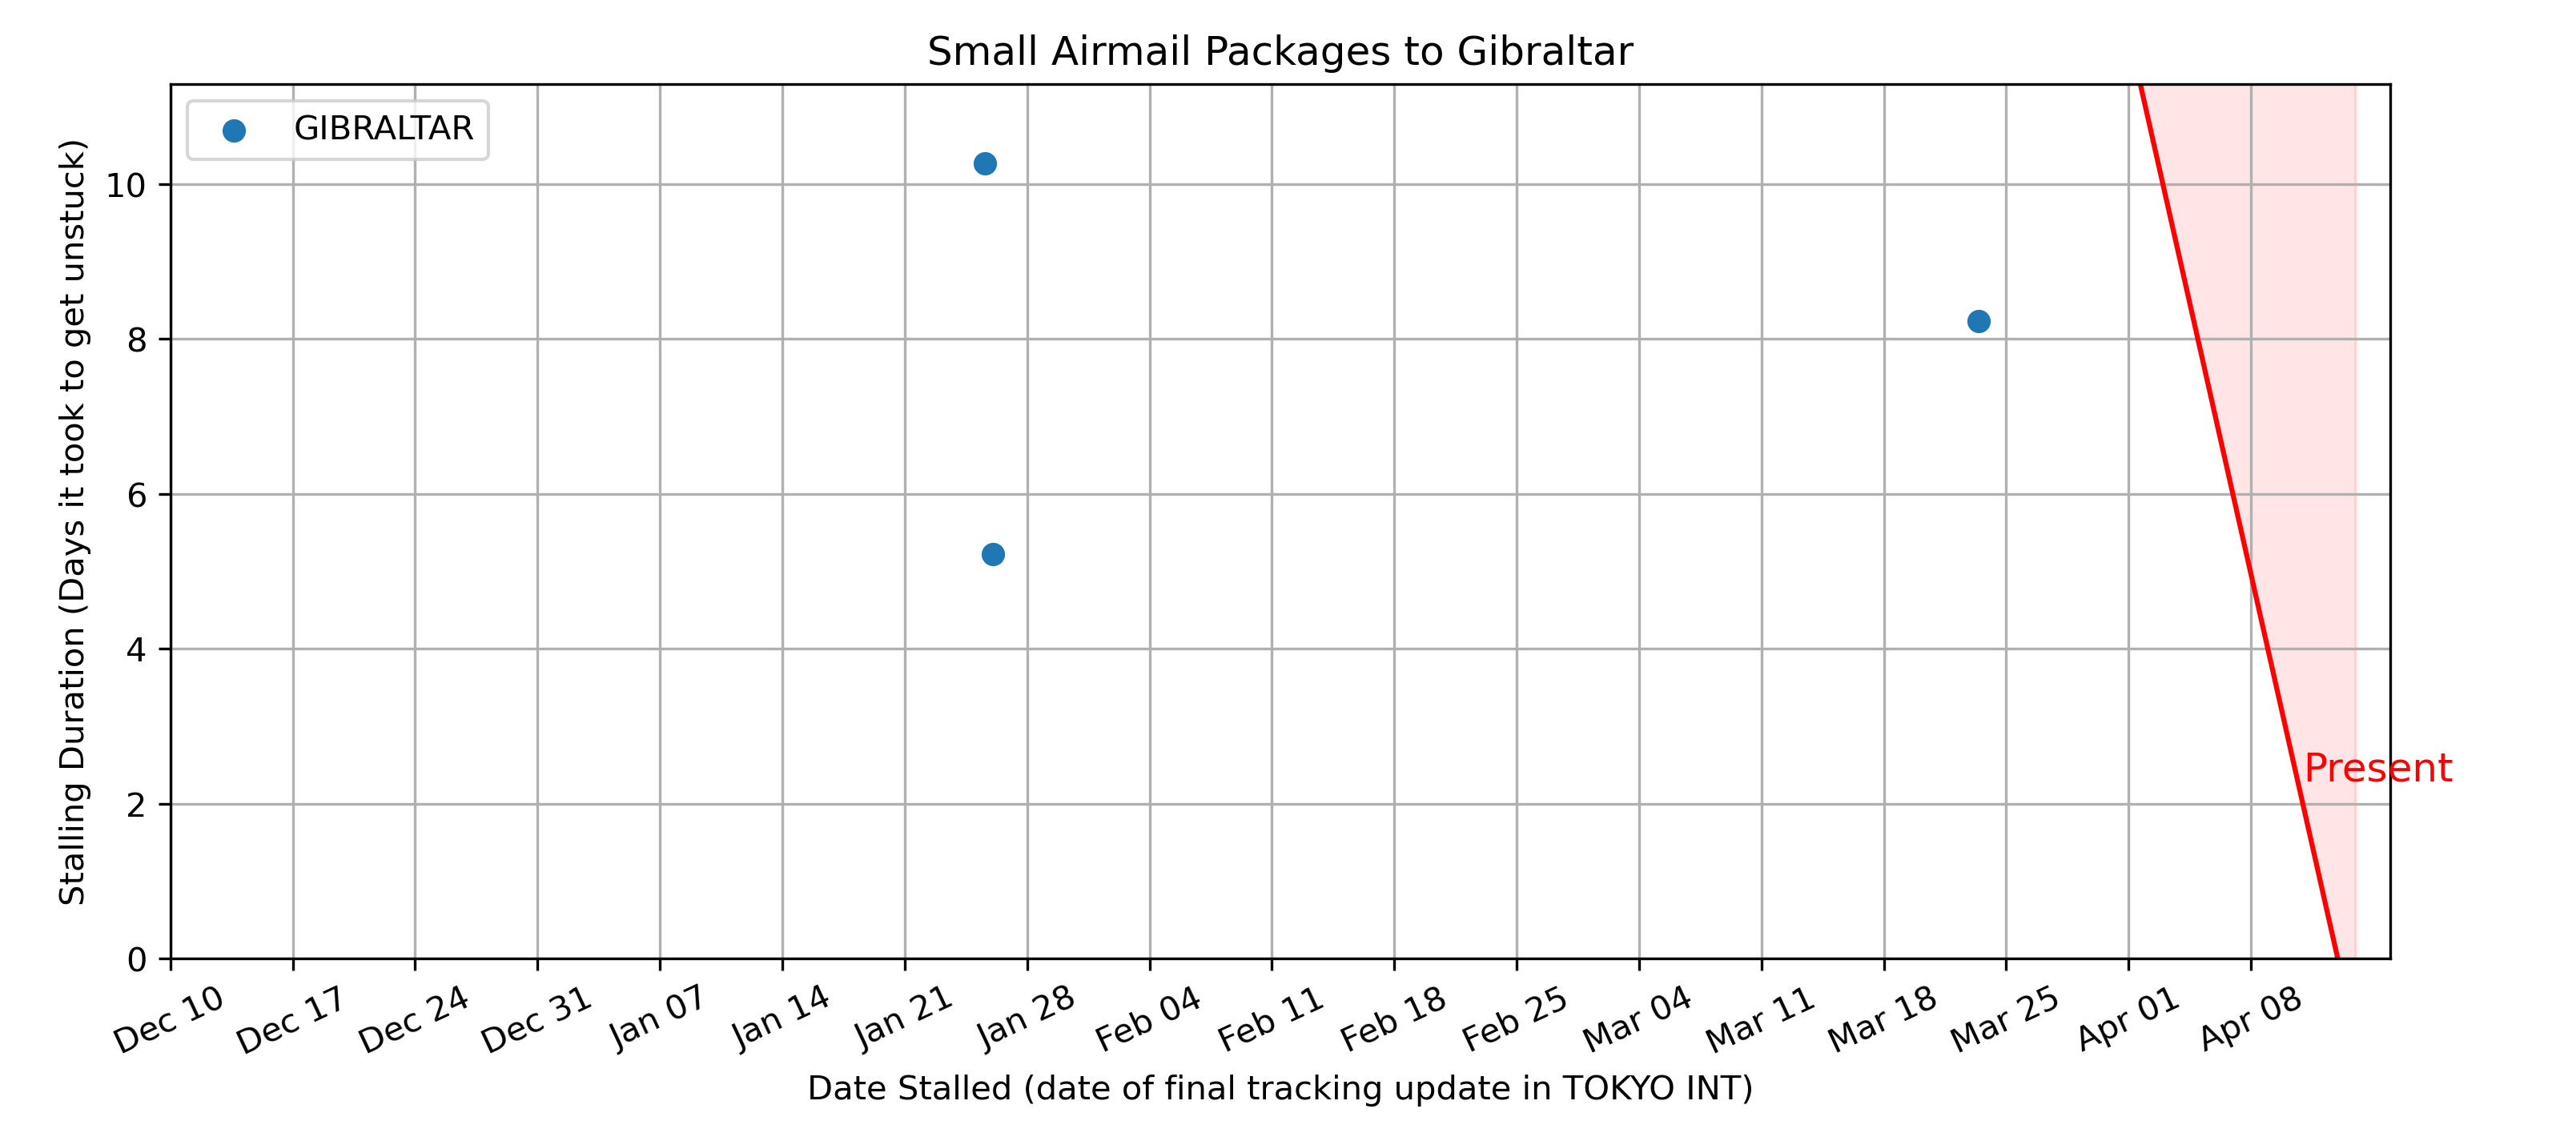 Small Airmail Packages to Gibraltar
GIBRALTAR
Stalling Duration (Days it took to get unstuck)
10
8
6
4
2
0
Present
Dec 10
Dec 17
Dec 24
Dec 31
Jan 07
Jan 14
Jan 21
Jan 28
Feb 04
Feb 11
Feb 18
Feb 25
Mar 04
Mar 11
Mar 18
Mar 25
Apr 01
Apr 08
Date Stalled (date of final tracking update in TOKYO INT)